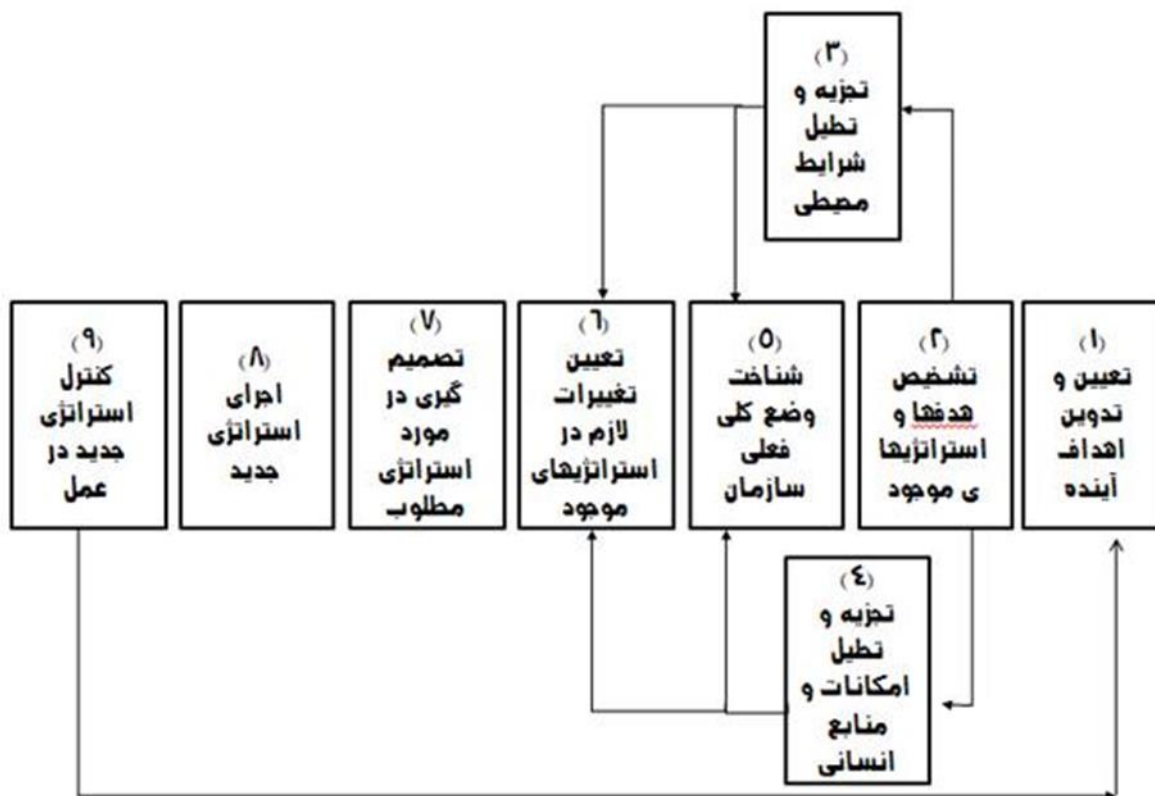 (۳)
تجزیه و
تحلیل
شرایط
محیطی
(۱)
تعیین و
تدوین
اهداف
آینده
(۲)
تشخیص
هدفها و
استراتژیها
ی موجود
(۵)
شناخت
وضع کلی
فعلی
سازمان
(٦)
تعیین
تغییرات
لازم در
استراتژیهای
موجود
(۷)
تصمیم
گیری در
مورد
استراتژی
مطلوب
(۸)
اجرای
استراتژی
جدید
(۹)
کنترل
استراتژی
جدید در
عمل
(٤)
تجزیه و
تحلیل
امکانات و
منابع
انسانی